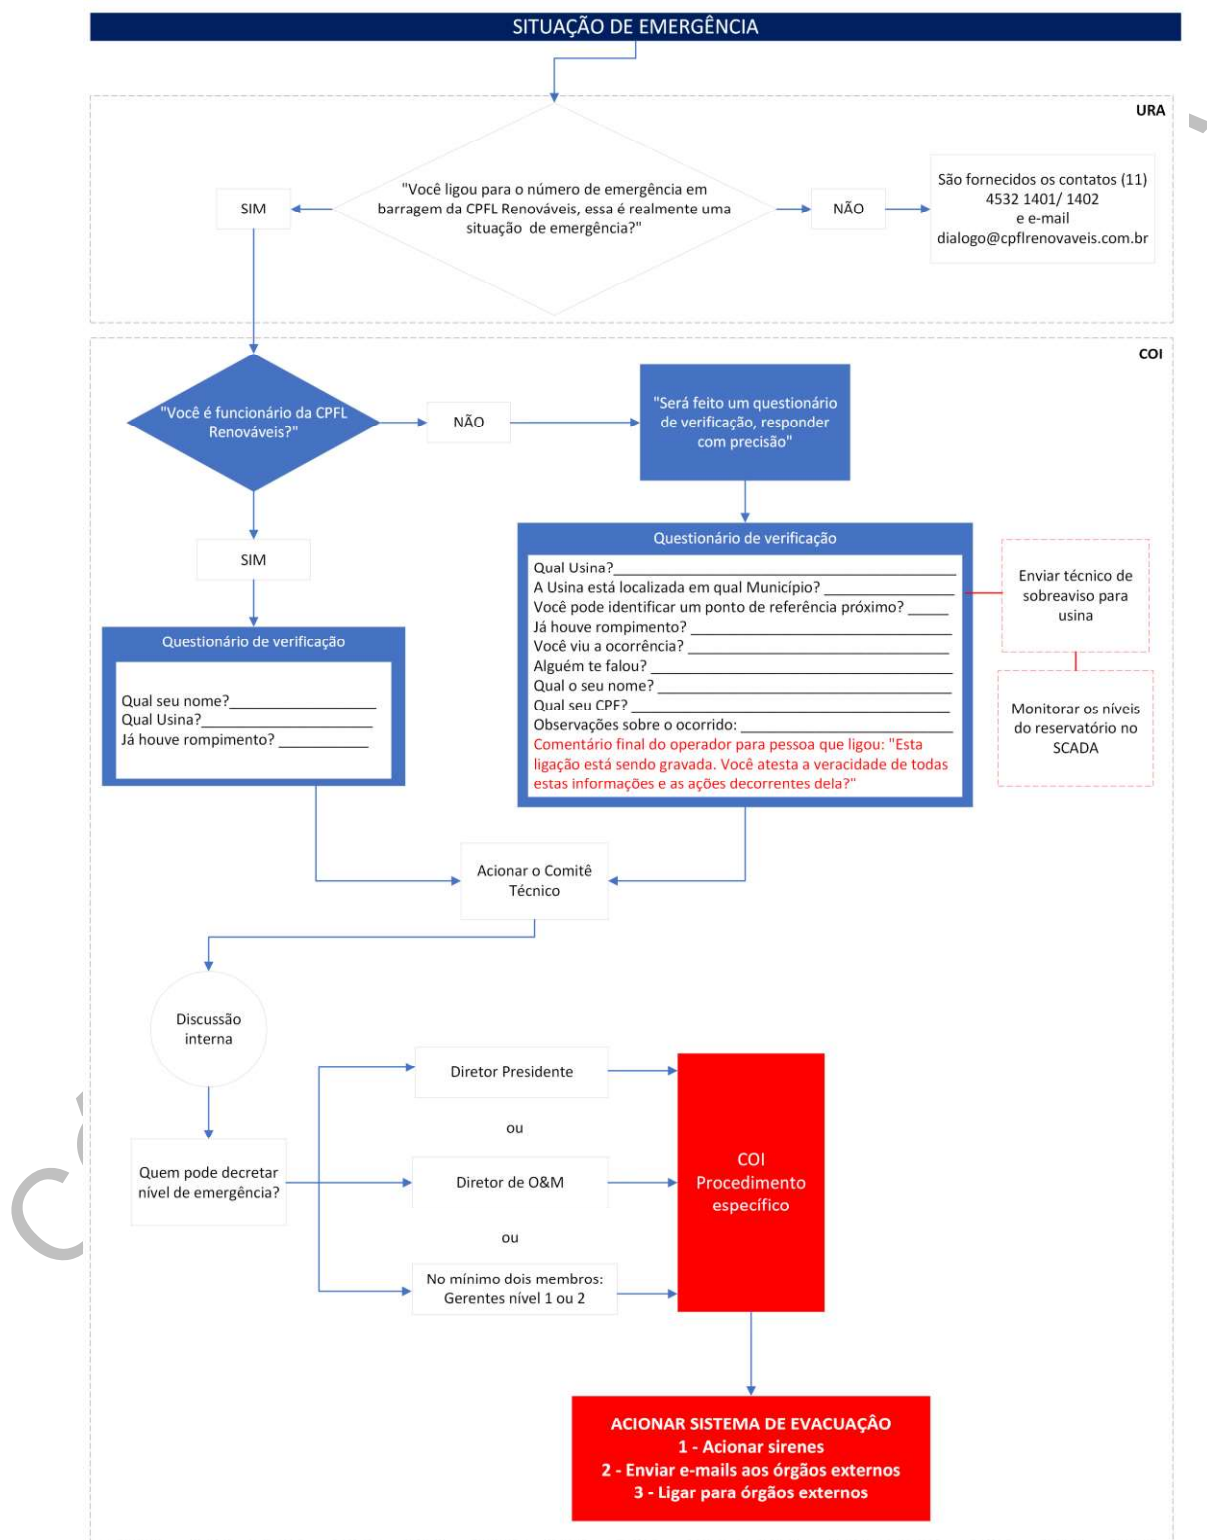 SITUAÇÃO DE EMERGÊNCIA
URA
"Você ligou para o número de emergência em
barragem da CPFL Renováveis, essa é realmente uma
situação de emergência?"
SIM
NÃO
São fornecidos os contatos (11)
4532 1401/ 1402
e e-mail
dialogo@cpflrenovaveis.com.br
COI
"Você é funcionário da CPFL
Renováveis?"
NÃO
"Será feito um questionário
de verificação, responder
com precisão"
SIM
Questionário de verificação
Qual seu nome?
Qual Usina?
Já houve rompimento?
Questionário de verificação
Qual Usina?
A Usina está localizada em qual Município?
Você pode identificar um ponto de referência próximo?
Já houve rompimento?
Você viu a ocorrência?
Alguém te falou?
Qual o seu nome?
Qual seu CPF?
Observações sobre o ocorrido:
Comentário final do operador para pessoa que ligou: "Esta
ligação está sendo gravada. Você atesta a veracidade de todas
estas informações e as ações decorrentes dela?"
Enviar técnico de
sobreaviso para
usina
Monitorar os níveis
do reservatório no
SCADA
Acionar o Comitê
Técnico
Discussão
interna
Quem pode decretar
nível de emergência?
Diretor Presidente
ou
Diretor de O&M
ou
No mínimo dois membros:
Gerentes nível 1 ou 2
COI
Procedimento
específico
ACIONAR SISTEMA DE EVACUAÇÂO
1 - Acionar sirenes
2 - Enviar e-mails aos órgãos externos
3 - Ligar para órgãos externos